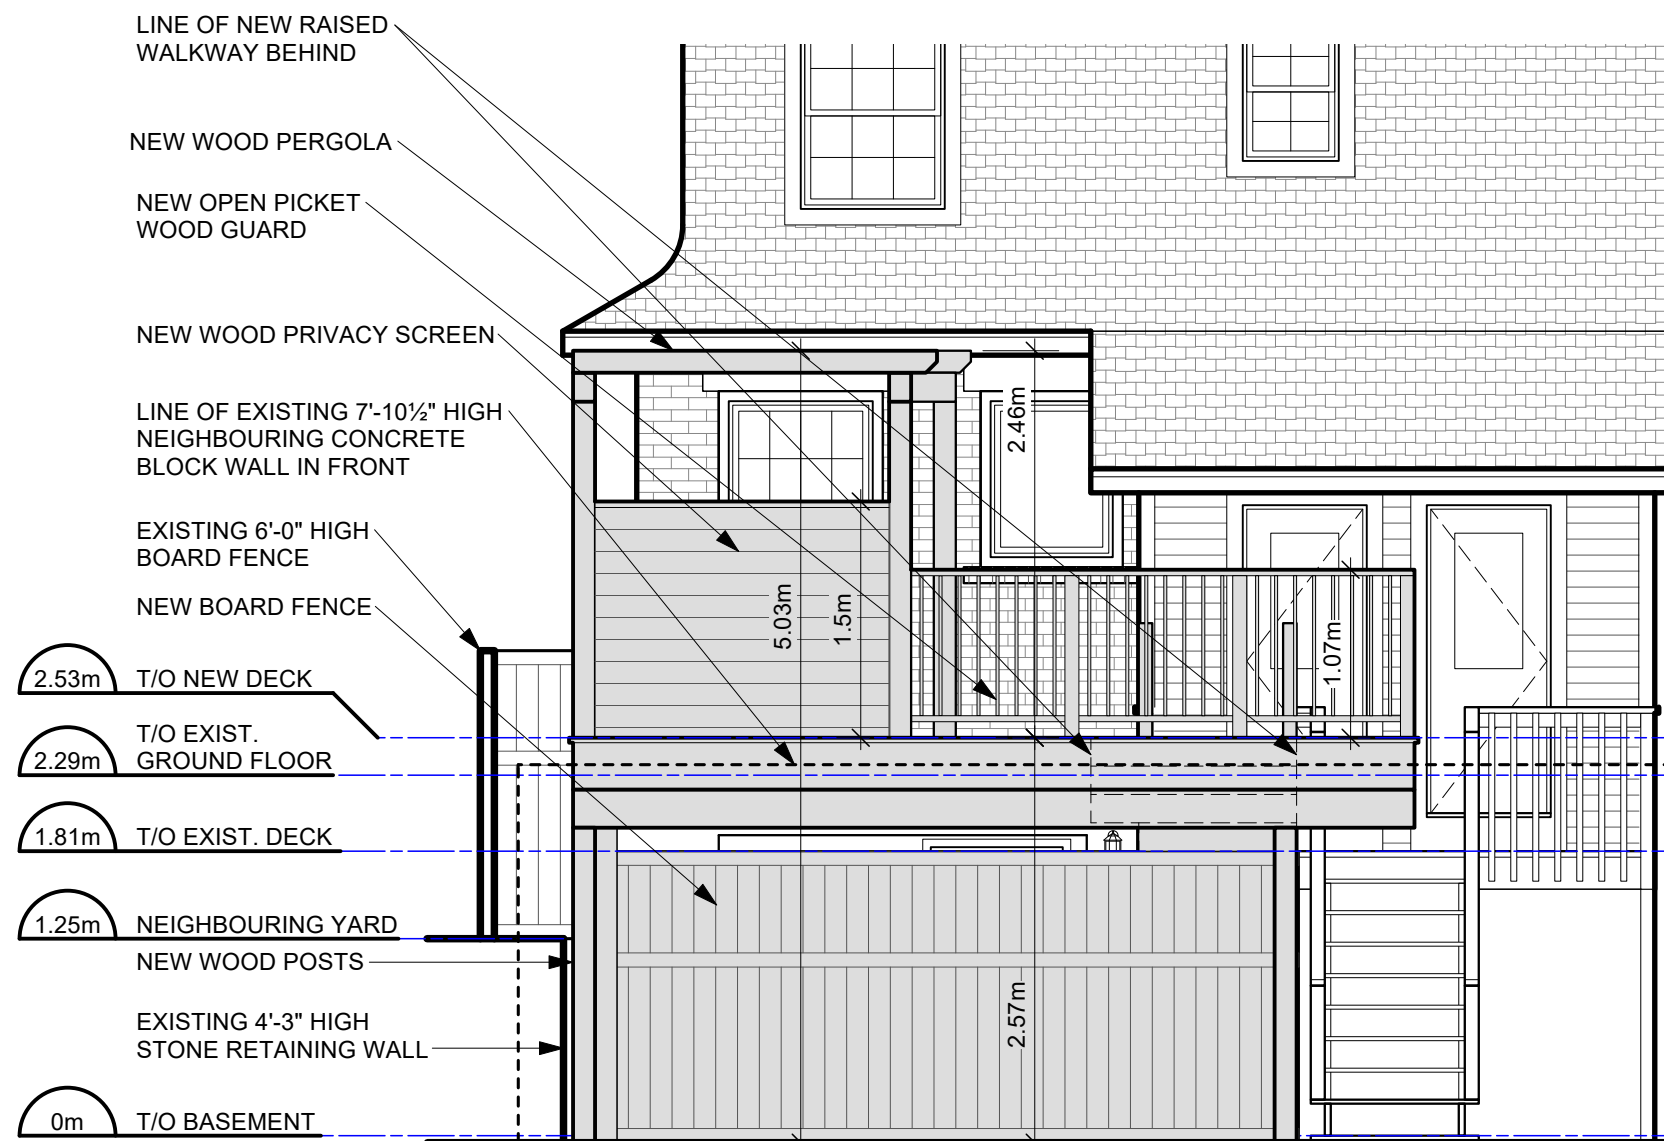 LINE OF NEW RAISED
WALKWAY BEHIND
NEW WOOD PERGOLA
NEW OPEN PICKET
WOOD GUARD
NEW WOOD PRIVACY SCREEN
LINE OF EXISTING 7'-10½" HIGH
NEIGHBOURING CONCRETE
BLOCK WALL IN FRONT
EXISTING 6'-0" HIGH
BOARD FENCE
NEW BOARD FENCE
2.53m T/O NEW DECK
T/O EXIST.
2.29m GROUND FLOOR
1.81m T/O EXIST. DECK
1.25m NEIGHBOURING YARD
NEW WOOD POSTS
EXISTING 4'-3" HIGH
STONE RETAINING WALL
0m T/O BASEMENT
2.46m
5.03m
1.5m
1.07m
2.57m